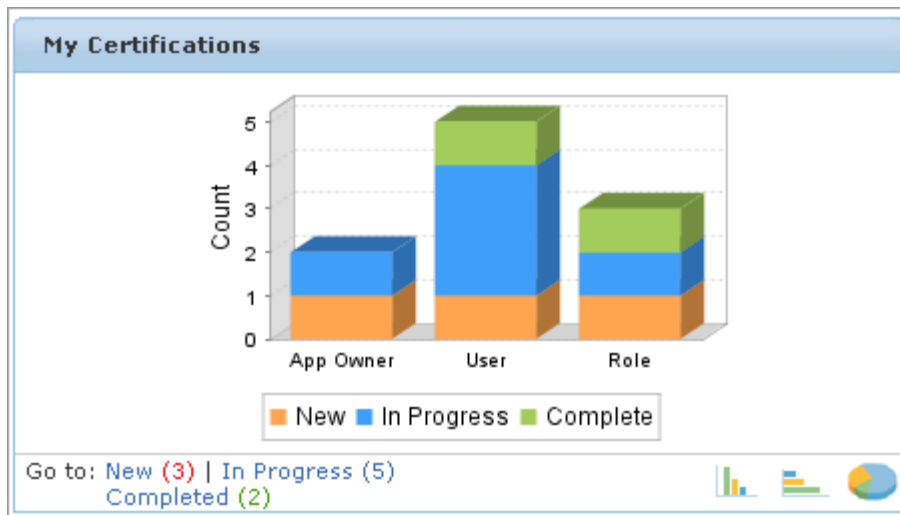 My Certifications
5
4
3
2
1
0
Count
App Owner User Role
New In Progress Complete
Go to: New (3) | In Progress (5)
Completed (2)